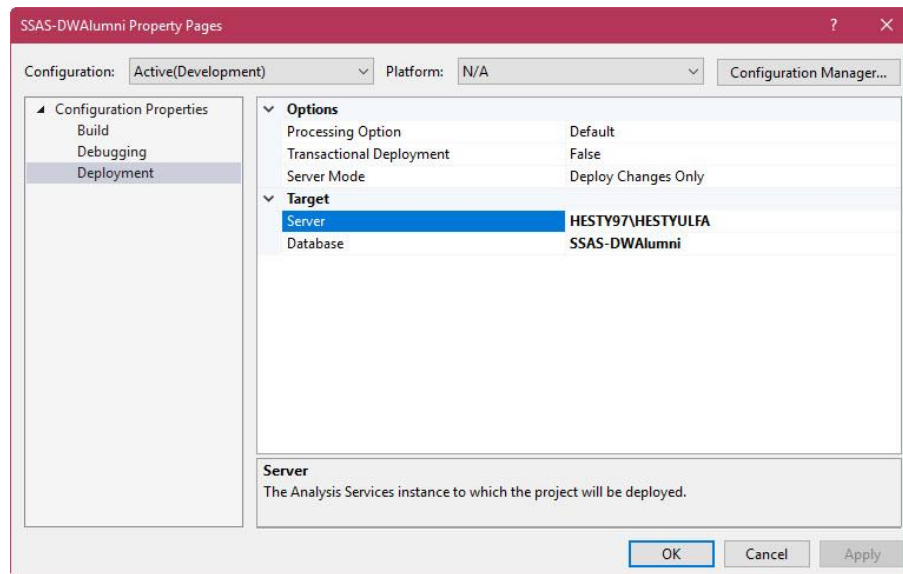 SSAS-DWAlumni Property Pages ?
Configuration: Active(Development) Platform: N/A Configuration Manager...
Configuration Properties
Build
Debugging
Deployment
Options
Processing Option Default
Transactional Deployment False
Server Mode Deploy Changes Only
Target
Server HESTY97\HESTYULFA
Database SSAS-DWAlumni
Server
The Analysis Services instance to which the project will be deployed.
OK Cancel Apply